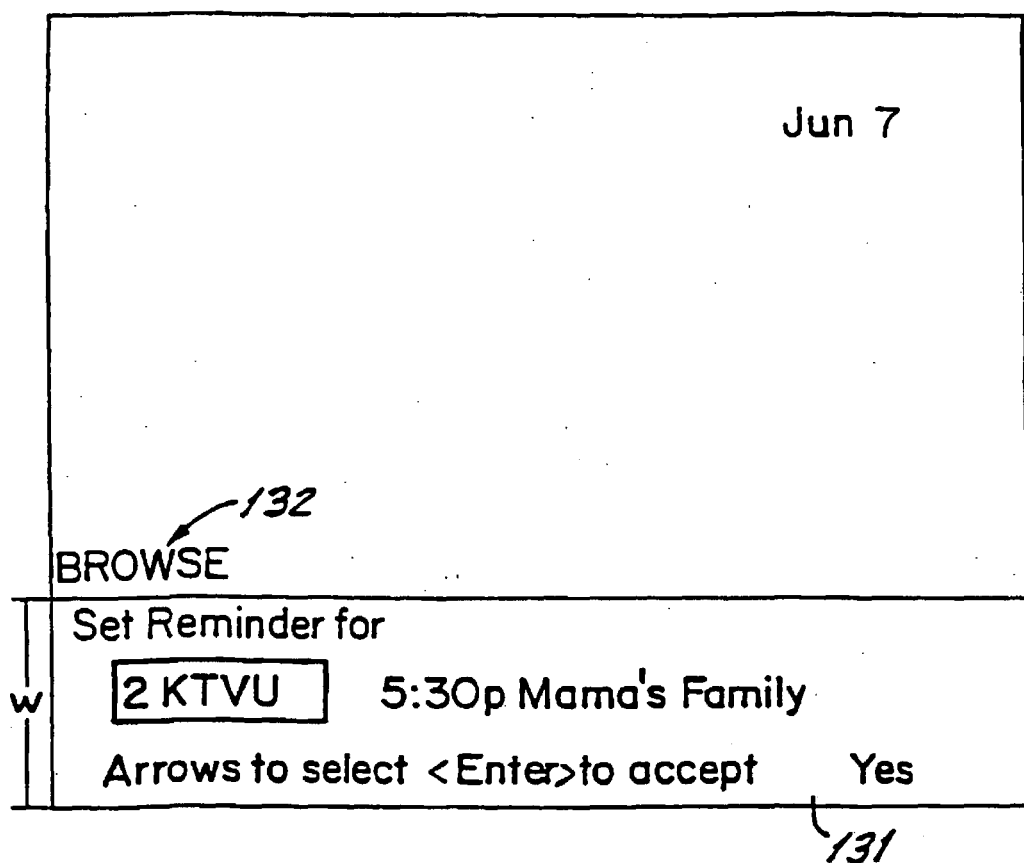 Jun 7
132
BROWSE
Set Reminder for
W
2 KTVU 5:30p Mama's Family
Arrows to select <Enter>to accept Yes
131